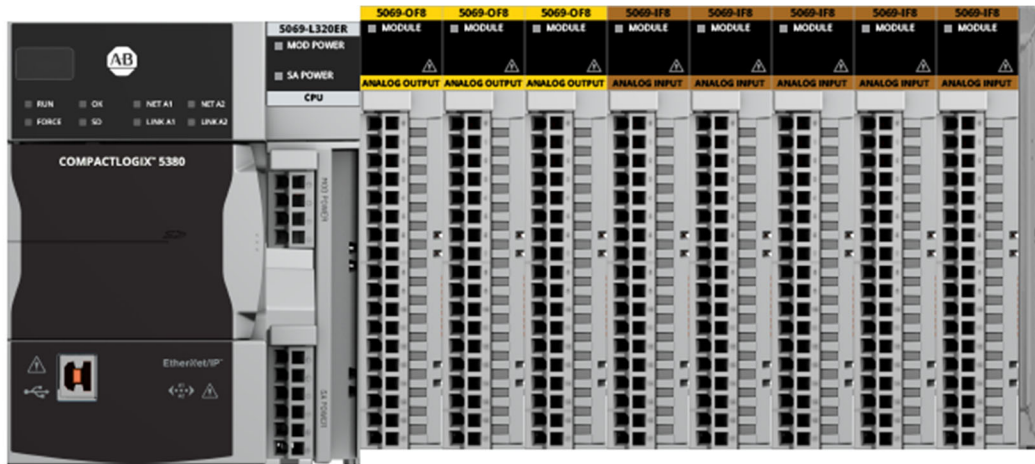 AB
RUN OK NET A1 NET A2
FORCE SD LINK A1 LINK A2
COMPACTLOGIX™ 5380
EtherNet/IP™
5069-L320ER
MOD POWER
SA POWER
CPU
MOD POWER
SA POWER
5069-OF8 5069-OF8 5069-OF8 5069-IF8 5069-IF8 5069-IF8 5069-IF8 5069-IF8
MODULE MODULE MODULE MODULE MODULE MODULE MODULE MODULE
ANALOG OUTPUT ANALOG OUTPUT ANALOG OUTPUT ANALOG INPUT ANALOG INPUT ANALOG INPUT ANALOG INPUT ANALOG INPUT